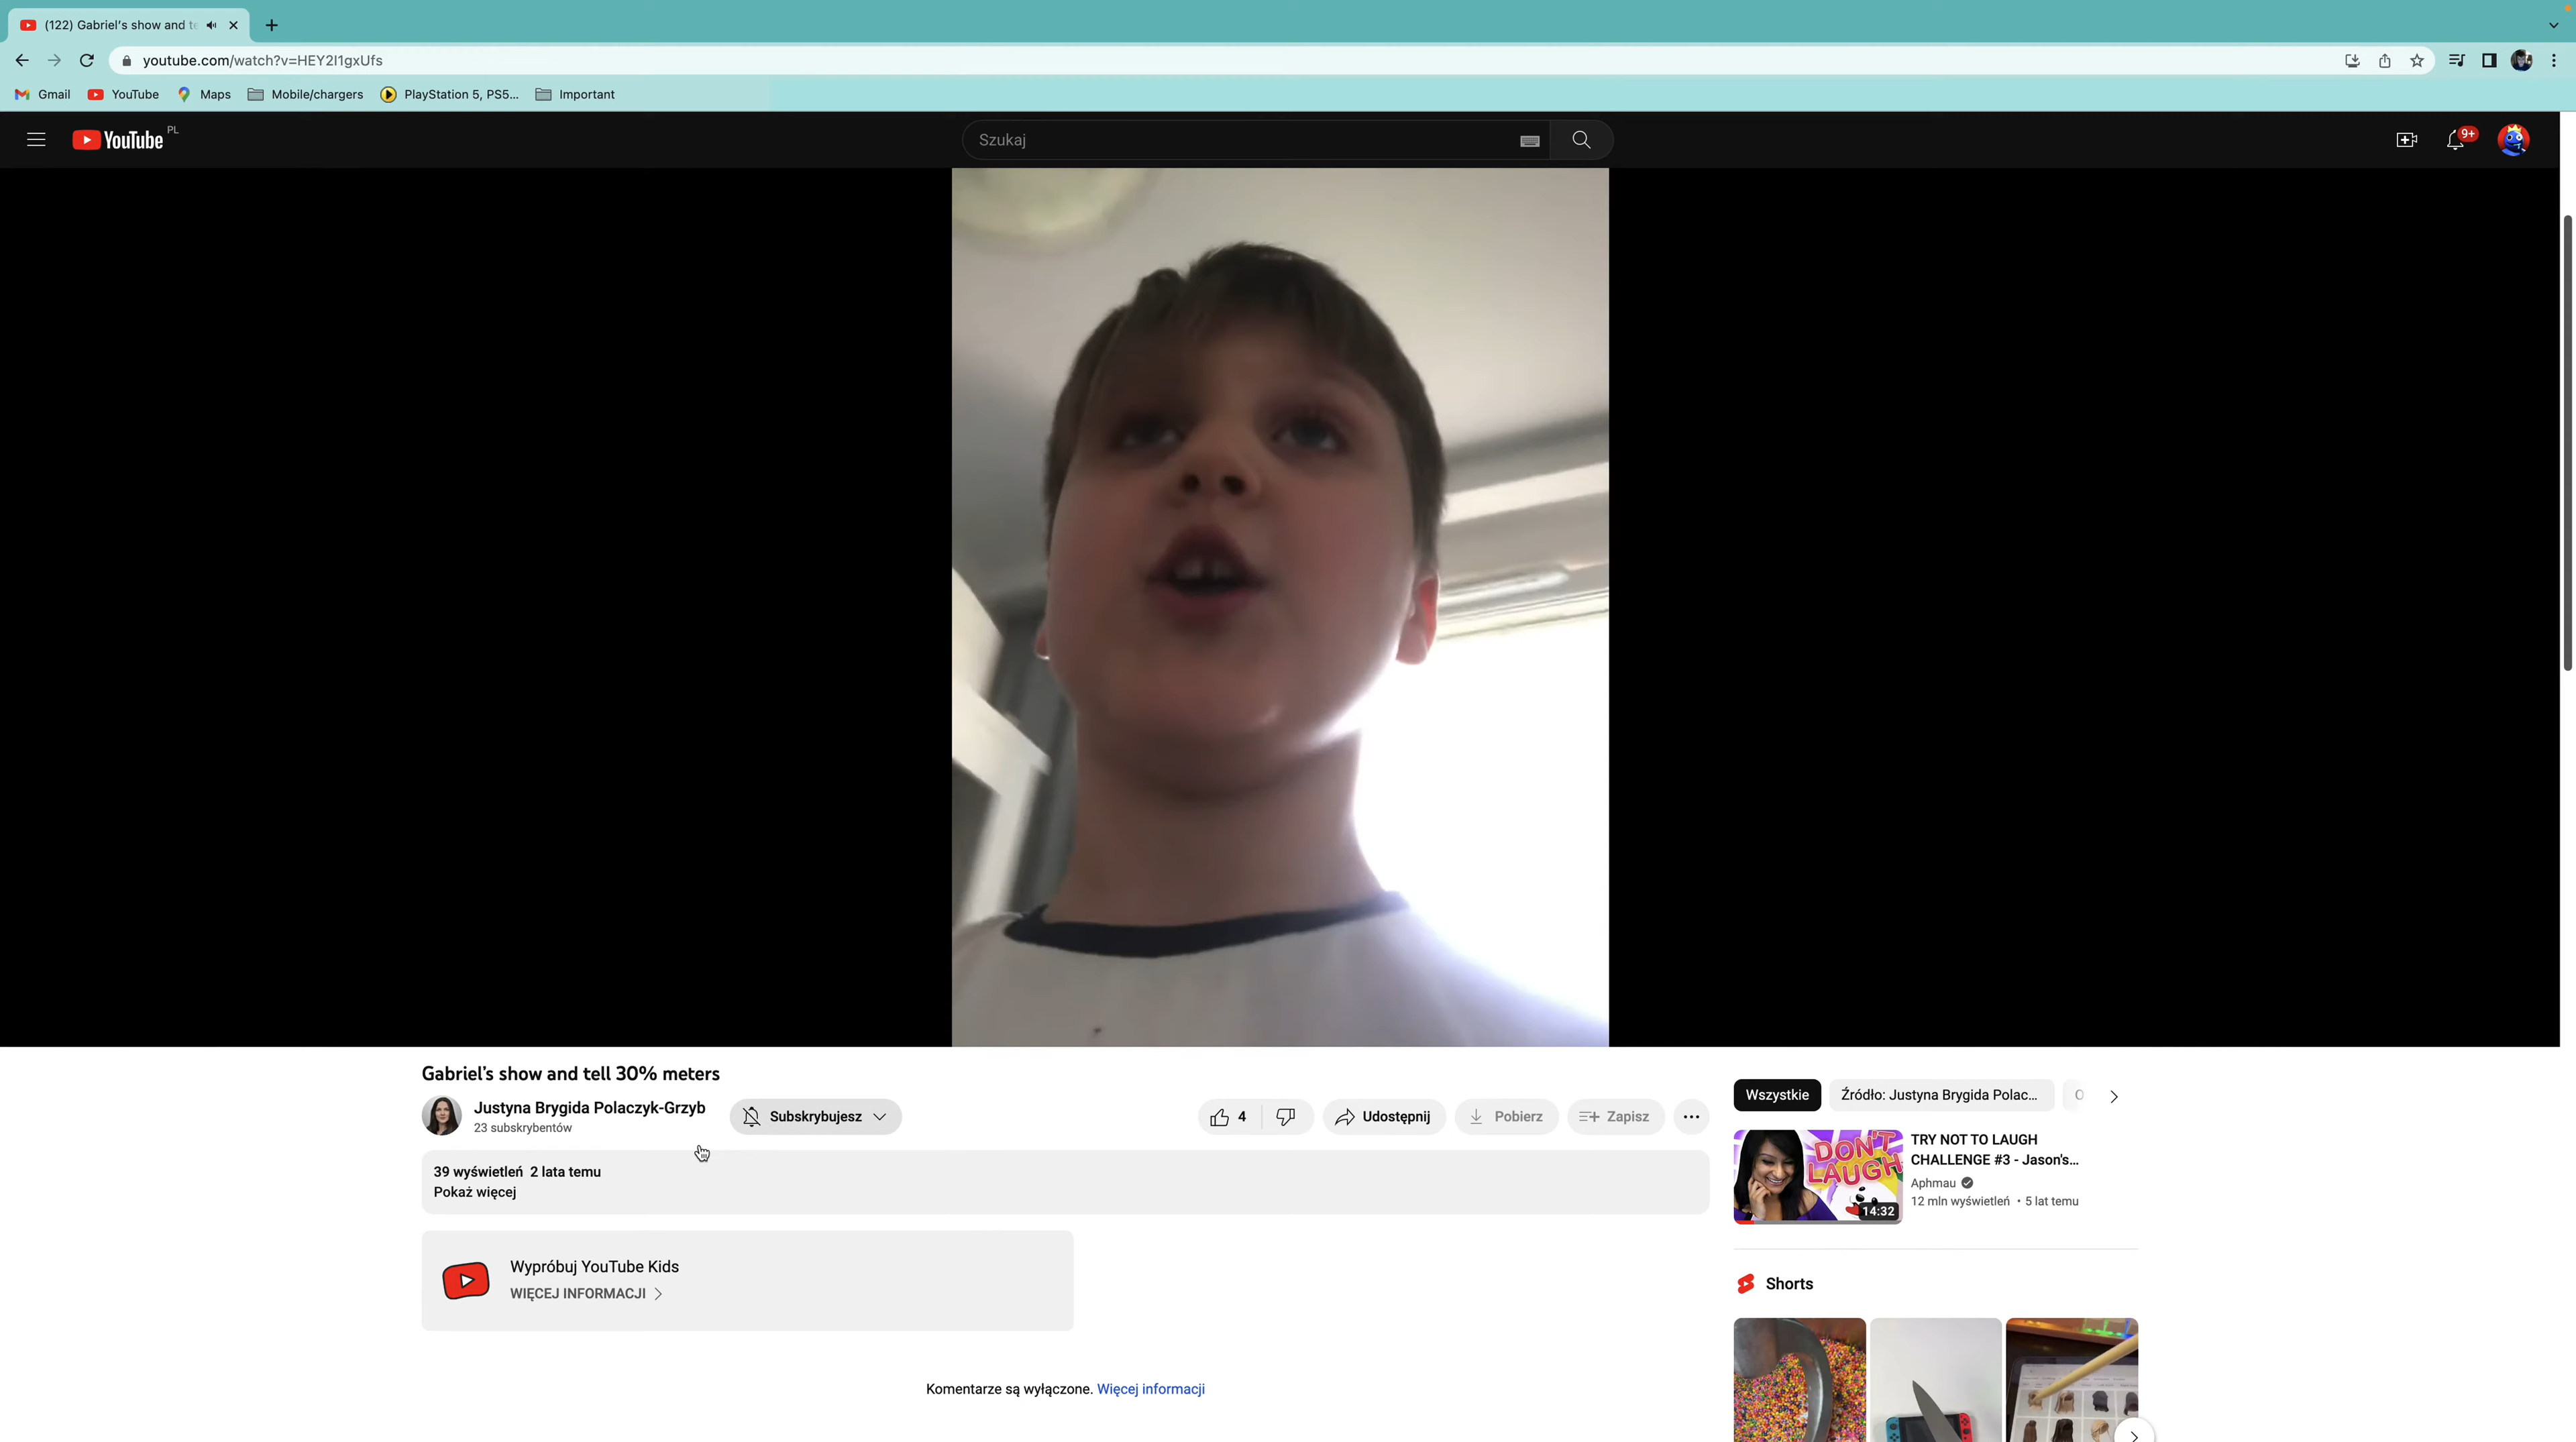 (122) Gabriel's show and te
youtube.com/watch?v=HEY2I1gxUfs
Gmail
YouTube
Maps
Mobile/chargers
PlayStation 5, PS5...
Important
YouTube PL
Szukaj
9+
Gabriel's show and tell 30% meters
Justyna Brygida Polaczyk-Grzyb
23 subskrybentów
Subskrybujesz
4
Udostępnij
Pobierz
Zapisz
39 wyświetleń 2 lata temu
Pokaż więcej
Wypróbuj YouTube Kids
WIĘCEJ INFORMACJI
Komentarze są wyłączone. Więcej informacji
Wszystkie
Źródło: Justyna Brygida Polac...
DON'T
LAUGH
14:32
TRY NOT TO LAUGH
CHALLENGE #3 - Jason's...
Aphmau
12 mln wyświetleń • 5 lat temu
Shorts